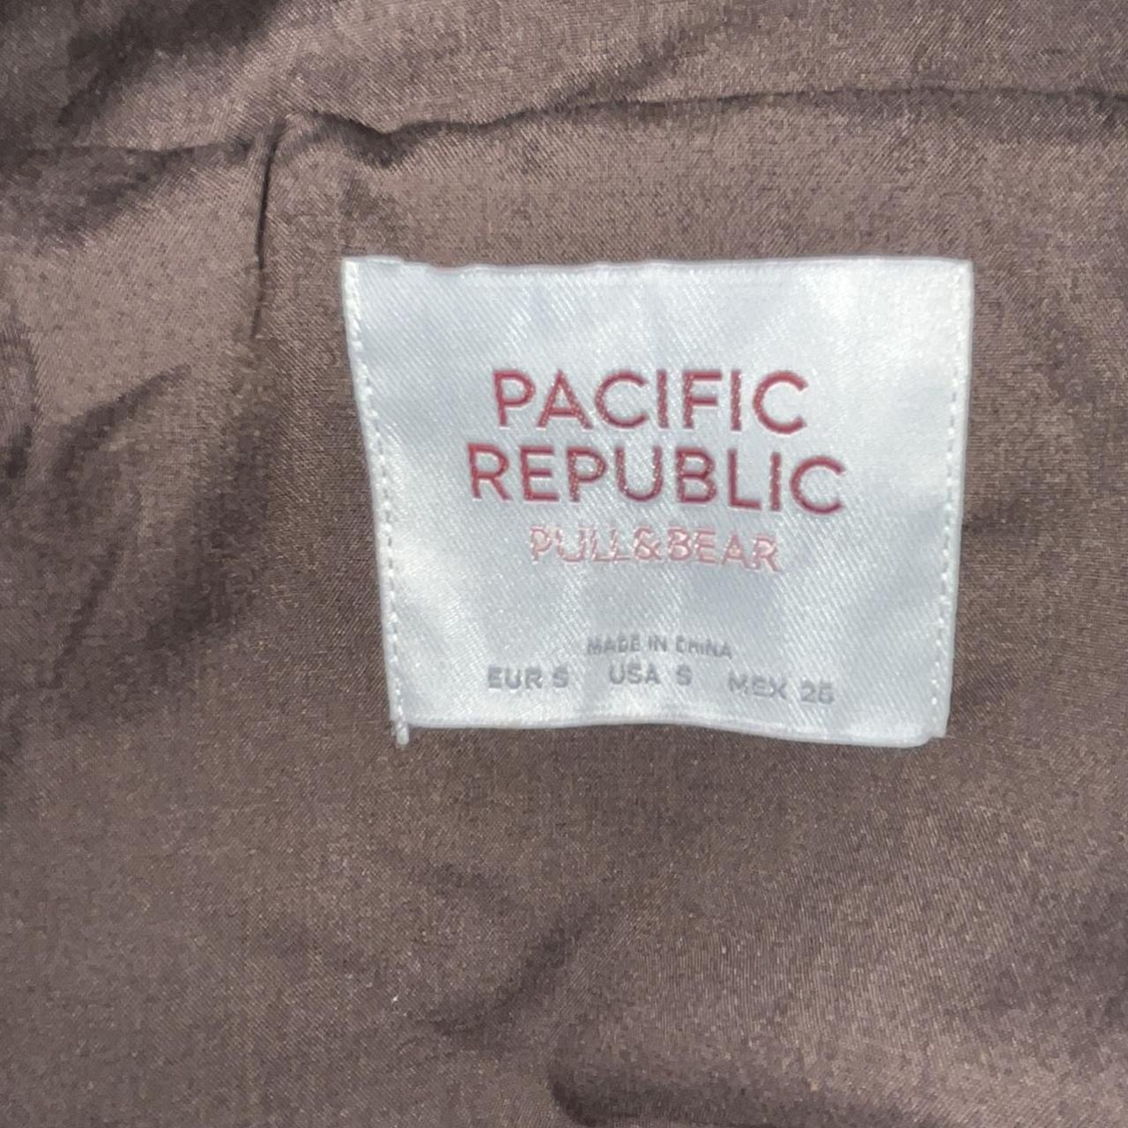 PACIFIC
REPUBLIC
PULL&BEAR
MADE IN CHINA
EUR S USA S MEX 26